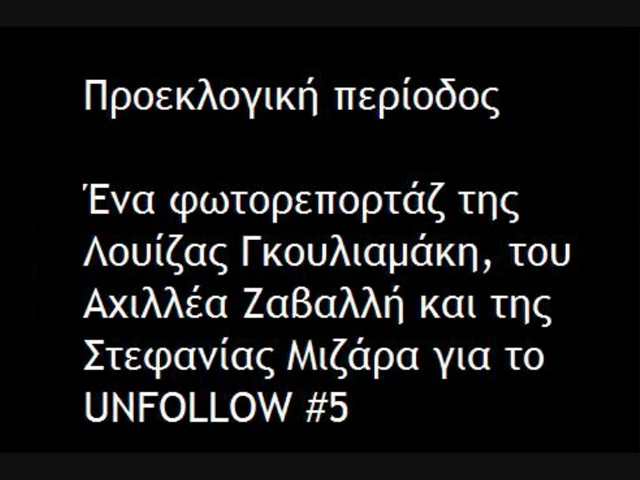 Προεκλογική περίοδος
Ένα φωτορεπορτάζ της
Λουίζας Γκουλιαμάκη, του
Αχιλλέα Ζαβαλλή και της
Στεφανίας Μιζάρα για το
UNFOLLOW #5